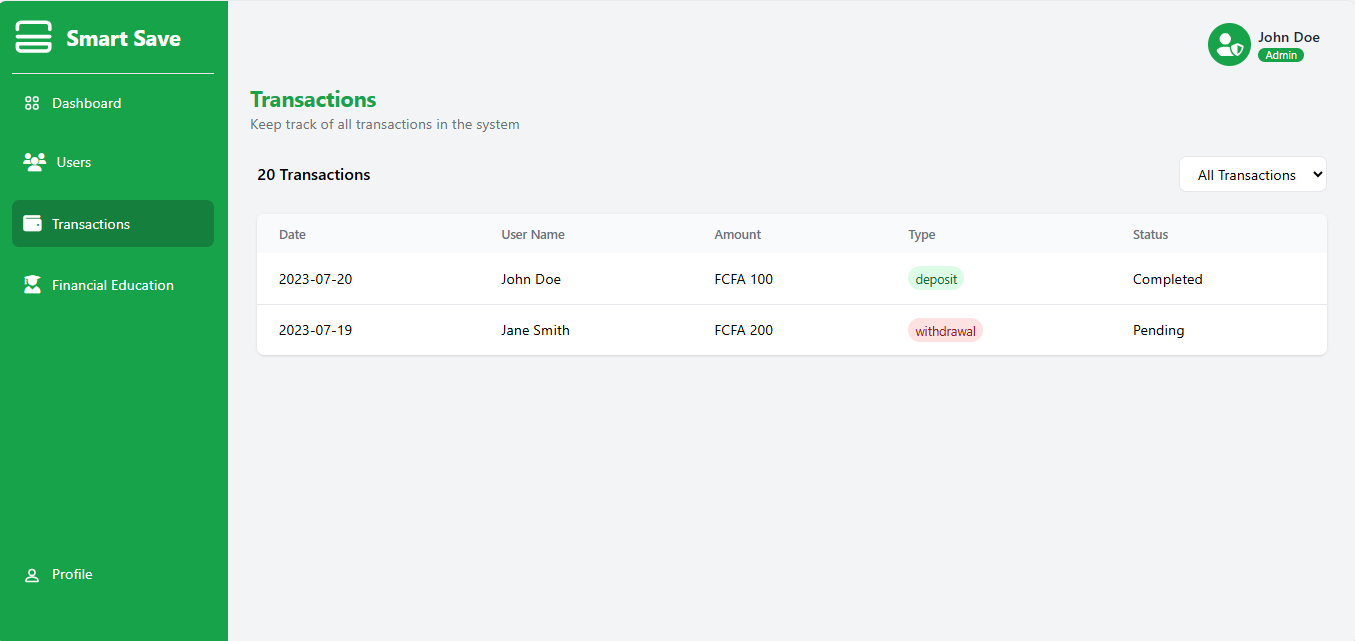 Smart Save
Dashboard
Users
Transactions
Financial Education
Profile
John Doe
Admin
Transactions
Keep track of all transactions in the system
20 Transactions
All Transactions
Date User Name Amount Type Status
2023-07-20 John Doe FCFA 100 deposit Completed
2023-07-19 Jane Smith FCFA 200 withdrawal Pending